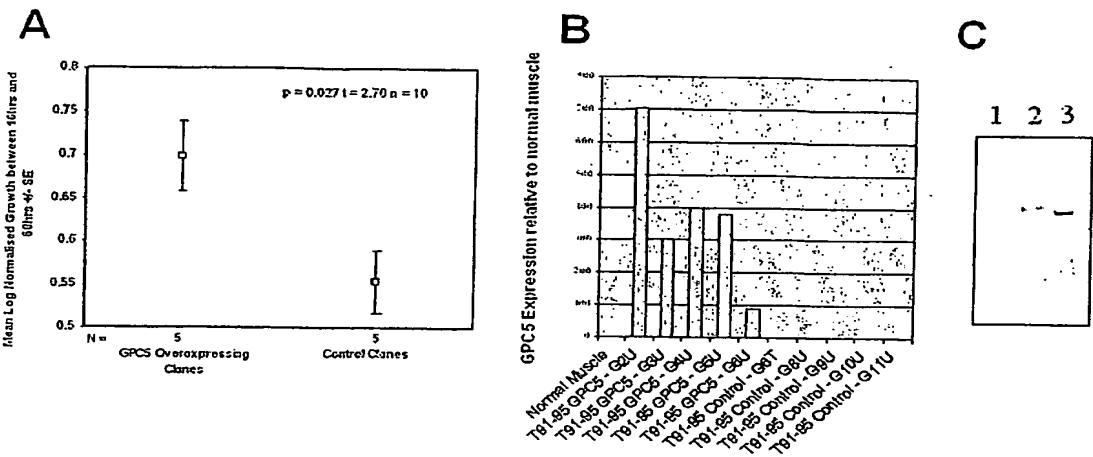 A
Mean Log Normalised Growth between 16hrs and
60hrs +/- SE
0.8
0.75
0.7
0.65
0.6
0.55
0.5
p = 0.027 t = 2.70 n = 10
N = 5 5
GPC5 Overexpressing
Clones
Control Clones
B
GPC5 Expression relative to normal muscle
Normal Muscle
T91-95 GPC5 - G2U
T91-95 GPC5 - G3U
T91-95 GPC5 - G4U
T91-95 GPC5 - G5U
T91-95 GPC5 - G6U
T91-95 Control - G6T
T91-95 Control - G8U
T91-95 Control - G9U
T91-95 Control - G10U
T91-95 Control - G11U
C
1 2 3